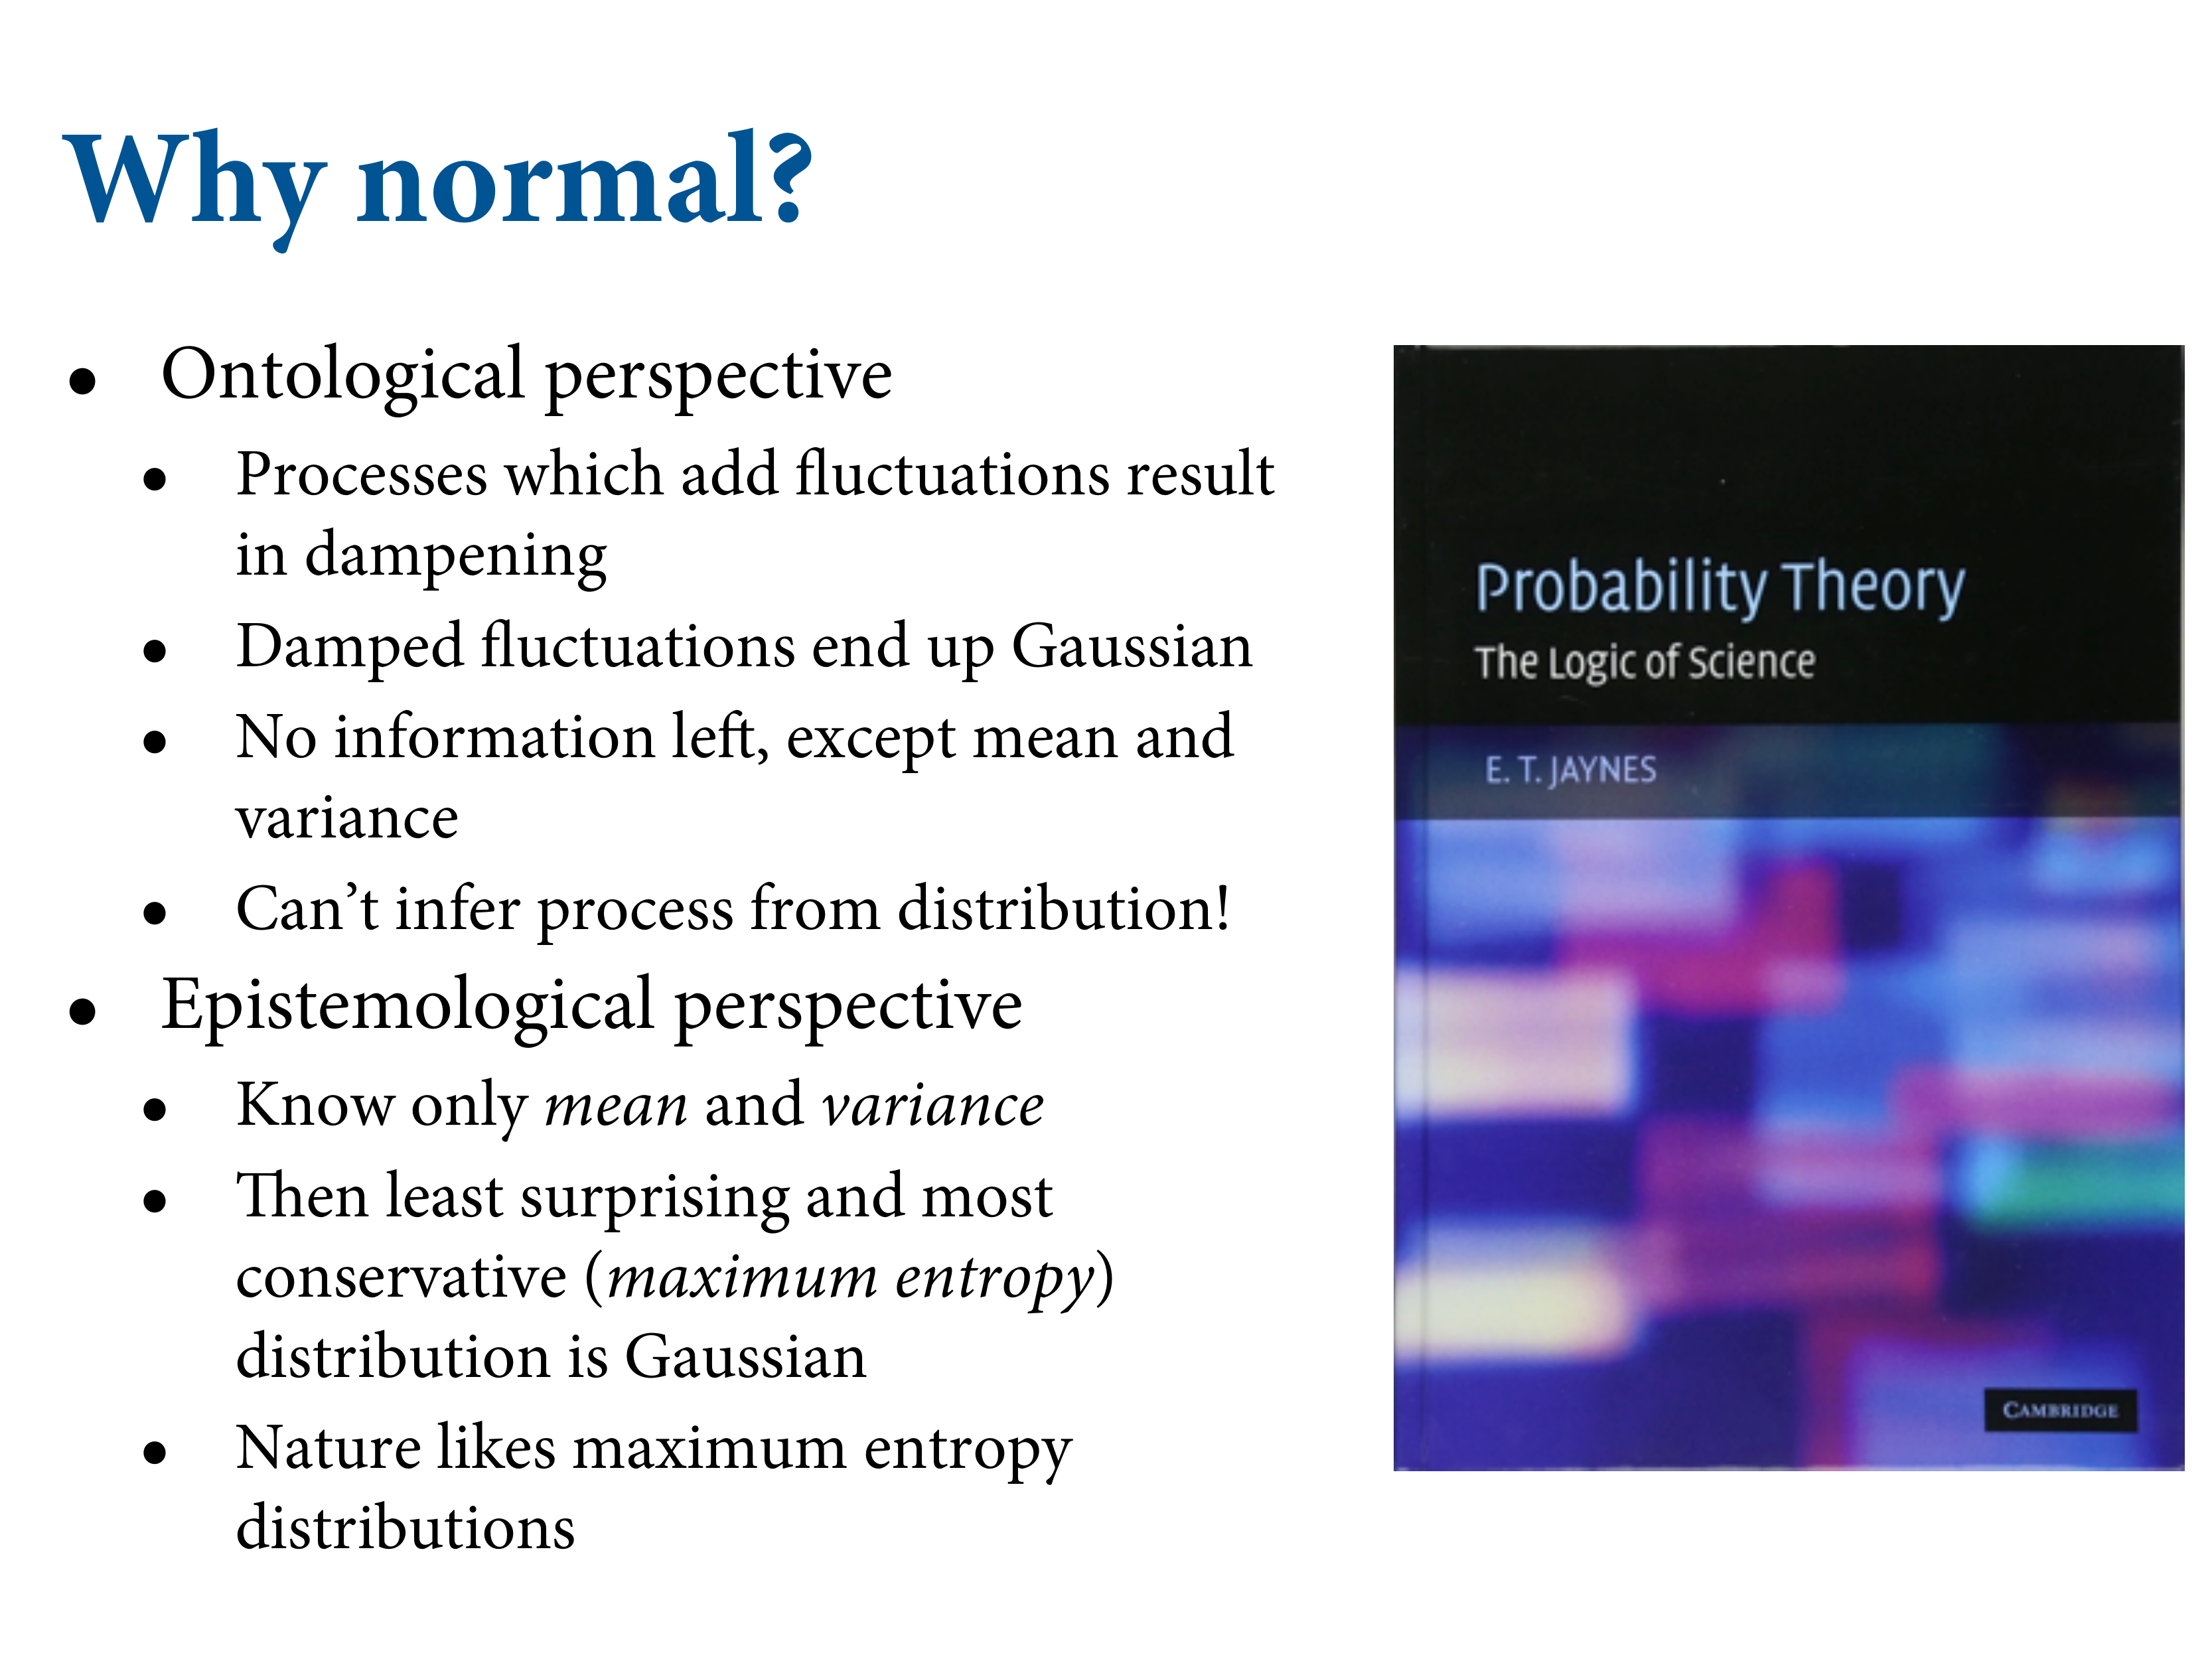 Why normal?
• Ontological perspective
• Processes which add fluctuations result
in dampening
• Damped fluctuations end up Gaussian
• No information left, except mean and
variance
• Can’t infer process from distribution!
• Epistemological perspective
• Know only mean and variance
• Then least surprising and most
conservative (maximum entropy)
distribution is Gaussian
• Nature likes maximum entropy
distributions
Probability Theory
The Logic of Science
E. T. JAYNES
CAMBRIDGE